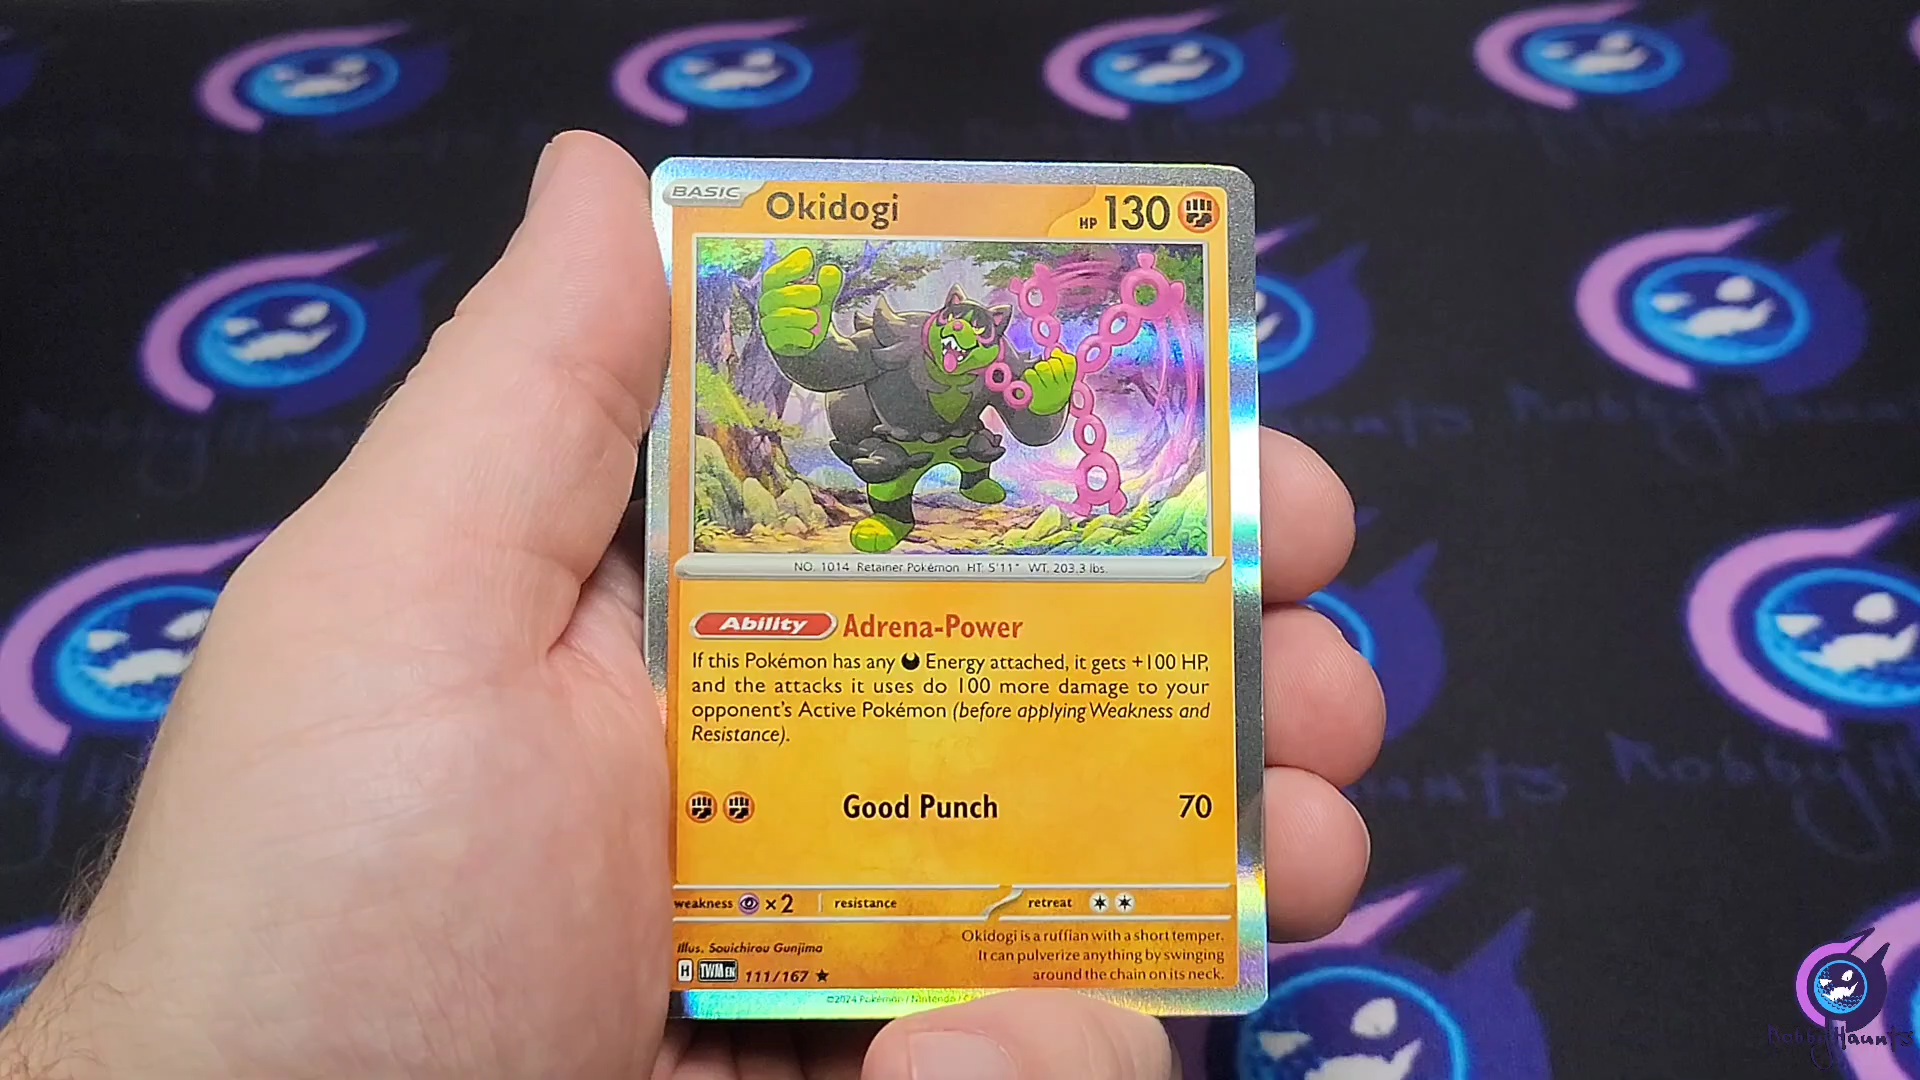 BASIC Okidogi HP 130
NO. 1014 Retainer Pokémon HT: 5'11" WT: 203.3 lbs.
Ability Adrena-Power
If this Pokémon has any Energy attached, it gets +100 HP,
and the attacks it uses do 100 more damage to your
opponent's Active Pokémon (before applying Weakness and
Resistance).
Good Punch 70
weakness ×2 resistance retreat
Illus. Souichirou Gunjima
H TWM EN 111/167
Okidogi is a ruffian with a short temper.
It can pulverize anything by swinging
around the chain on its neck.
©2024 Pokémon / Nintendo /
RobbyHaunts